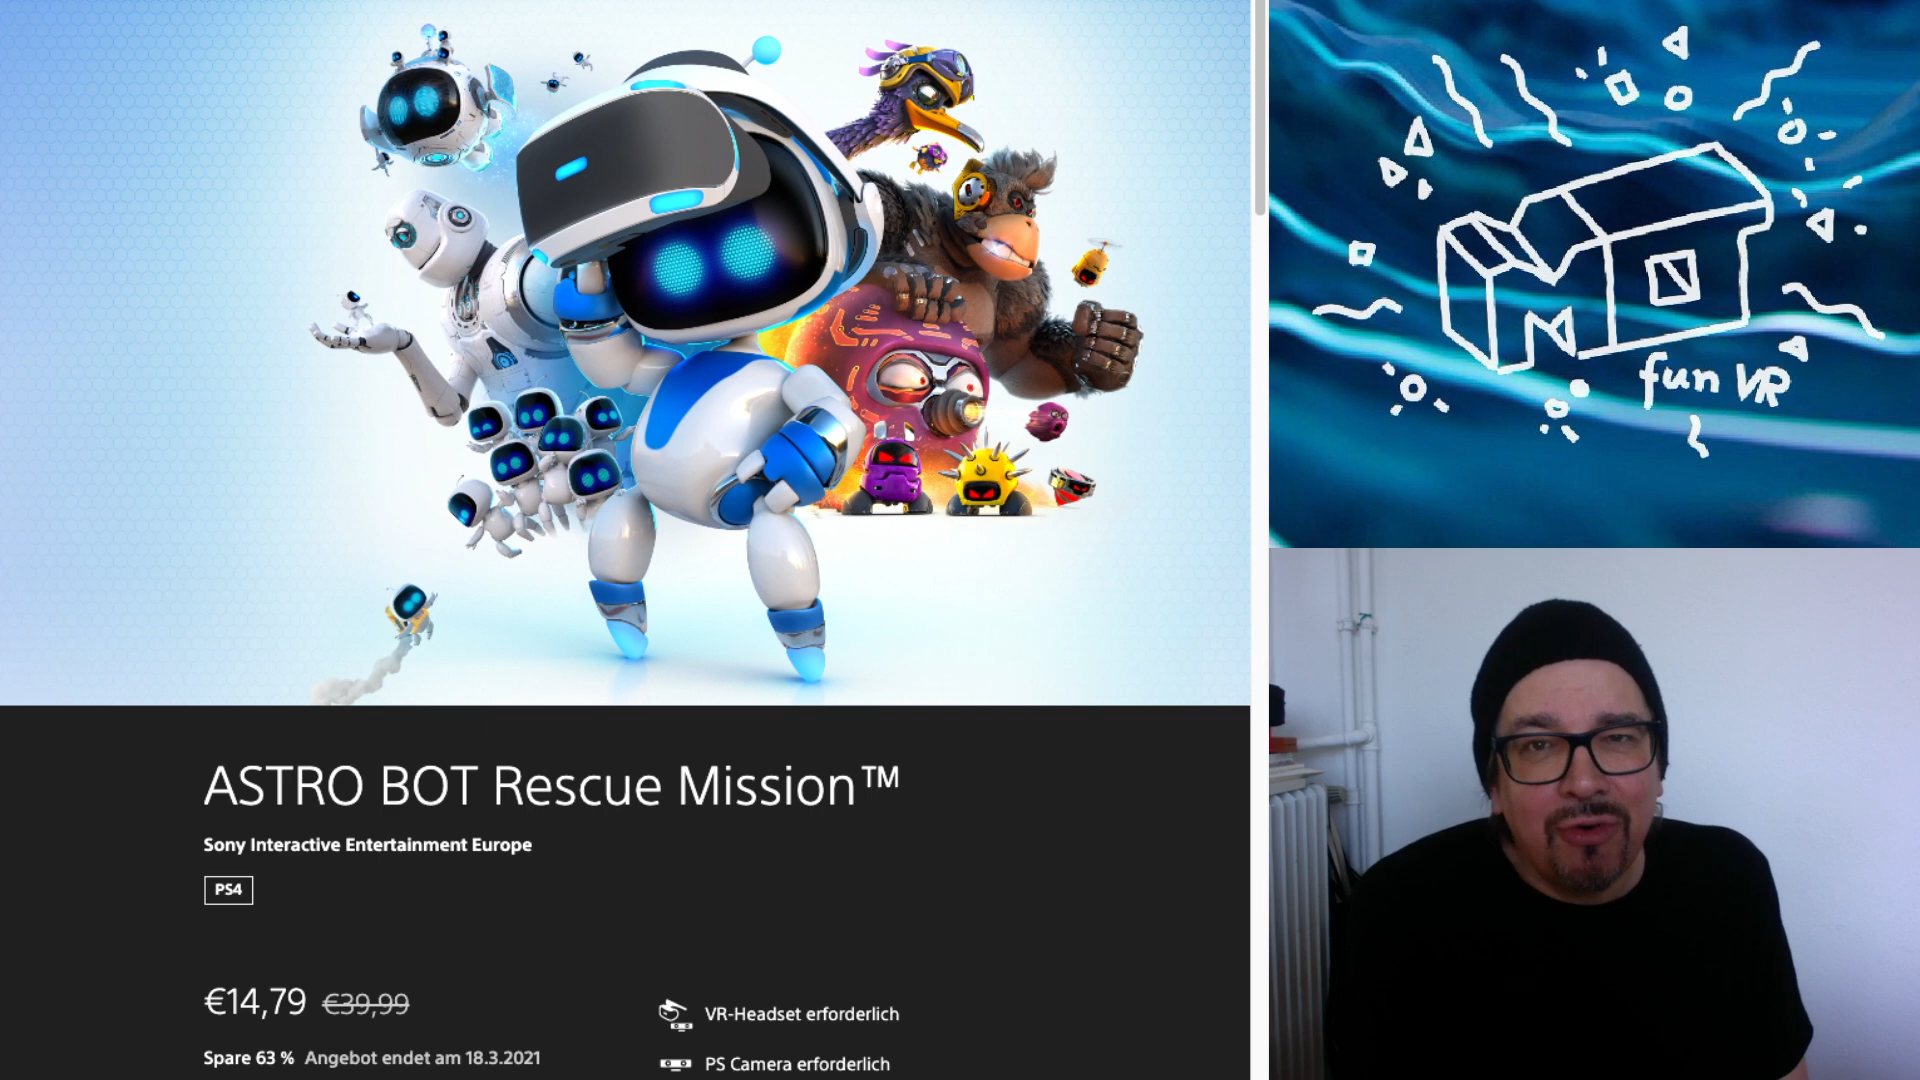 fun VR
ASTRO BOT Rescue Mission™
Sony Interactive Entertainment Europe
PS4
€14,79 €39,99
Spare 63 % Angebot endet am 18.3.2021
VR-Headset erforderlich
PS Camera erforderlich